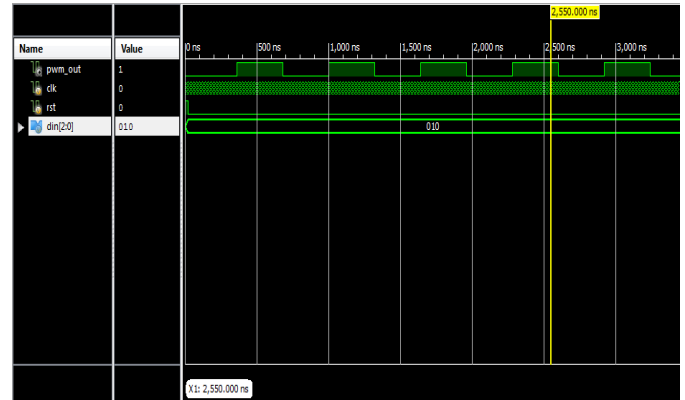 2,550.000 ns
Name Value 0 ns 500 ns 1,000 ns 1,500 ns 2,000 ns 2,500 ns 3,000 ns
pwm_out 1
clk 0
rst 0
din[2:0] 010 010
X1: 2,550.000 ns